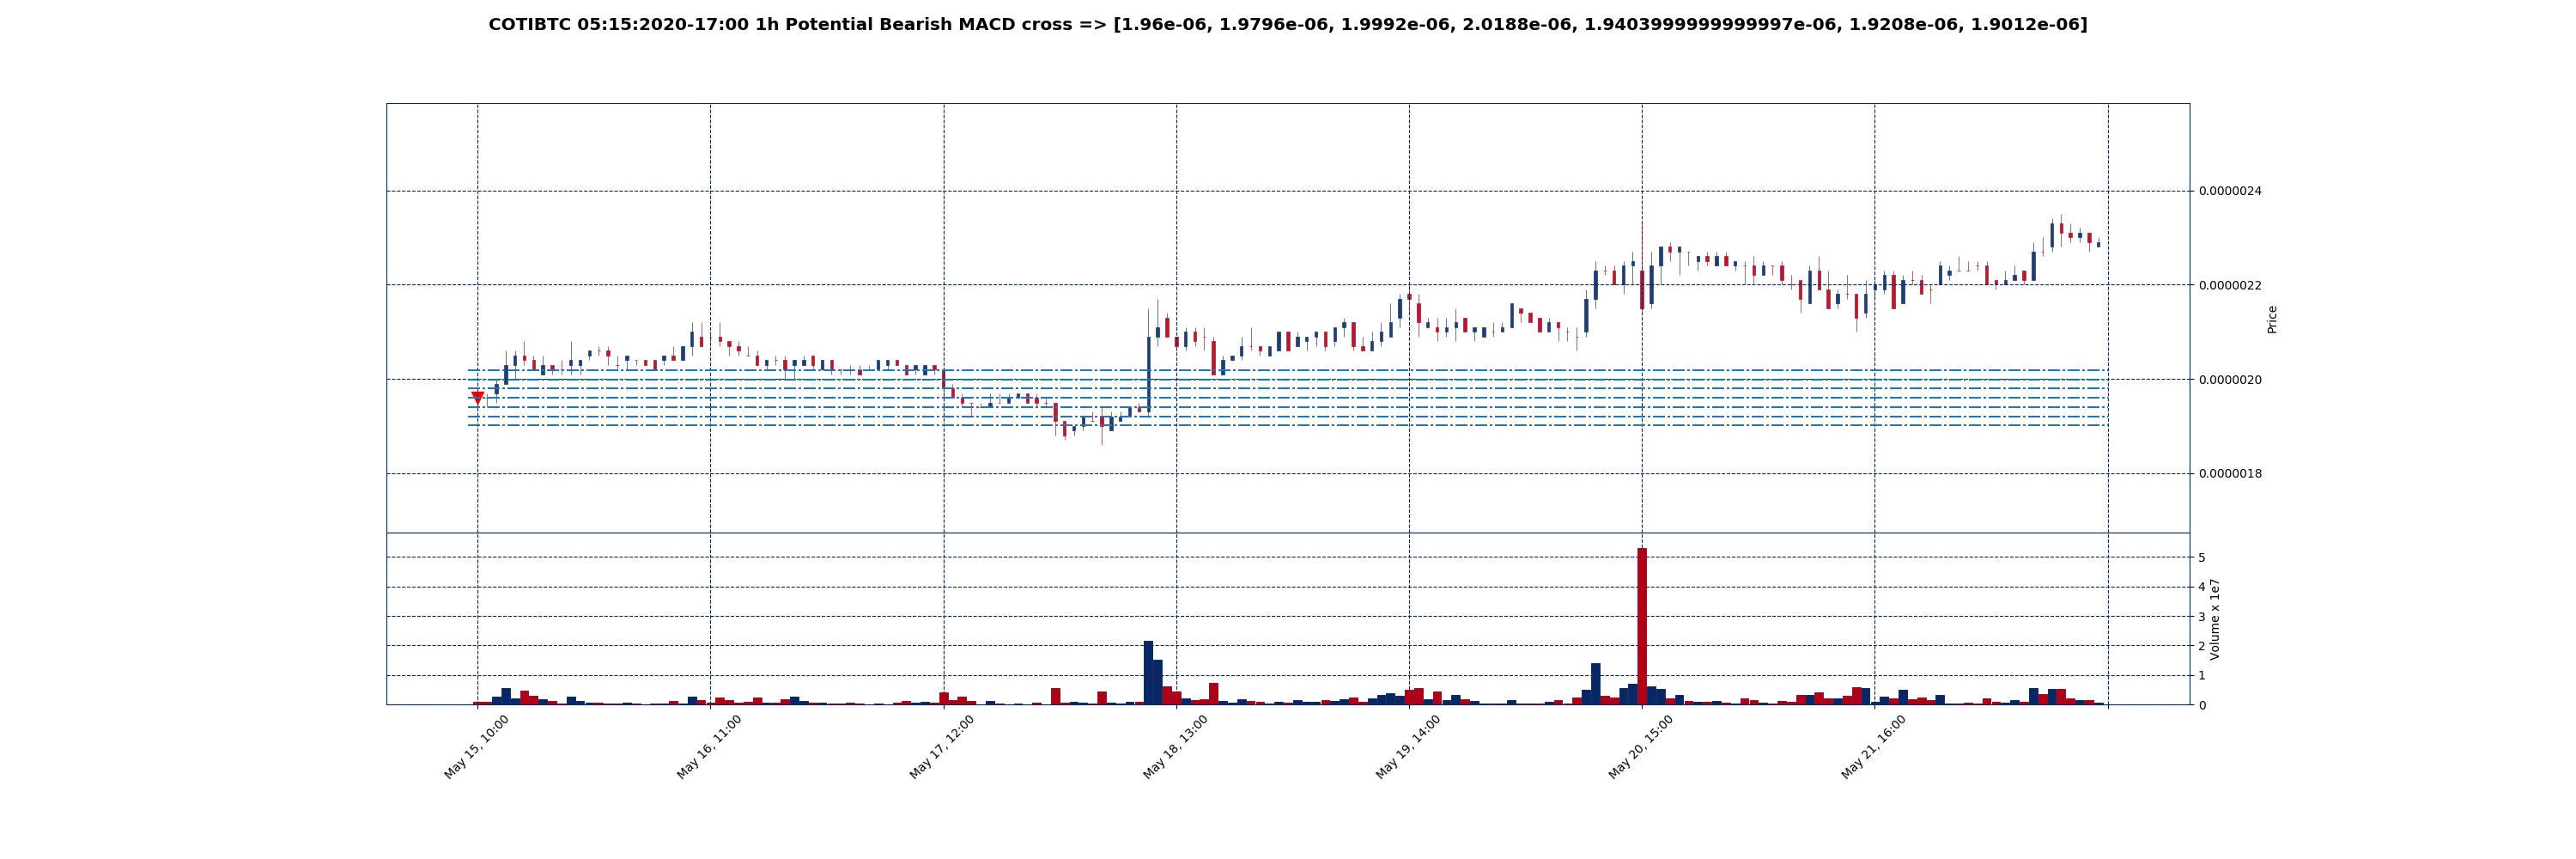 COTIBTC 05:15:2020-17:00 1h Potential Bearish MACD cross => [1.96e-06, 1.9796e-06, 1.9992e-06, 2.0188e-06, 1.9403999999999997e-06, 1.9208e-06, 1.9012e-06]
0.0000024
0.0000022
0.0000020
0.0000018
Price
5
4
3
2
1
0
Volume x 1e7
May 15, 10:00
May 16, 11:00
May 17, 12:00
May 18, 13:00
May 19, 14:00
May 20, 15:00
May 21, 16:00